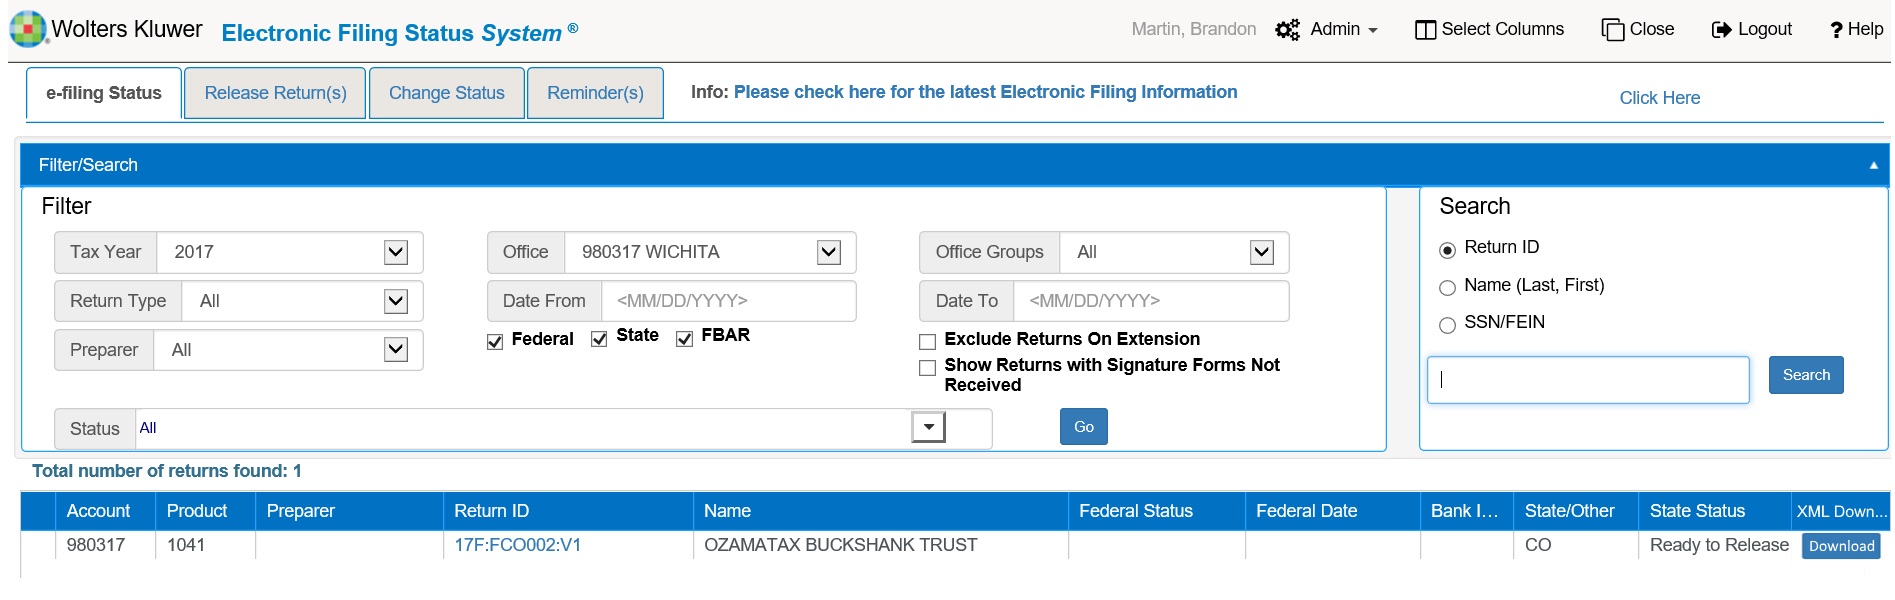 Wolters Kluwer Electronic Filing Status System ® Martin, Brandon Admin Select Columns Close Logout ? Help
e-filing Status Release Return(s) Change Status Reminder(s) Info: Please check here for the latest Electronic Filing Information Click Here
Filter/Search
Filter
Tax Year 2017 Office 980317 WICHITA Office Groups All
Return Type All Date From <MM/DD/YYYY> Date To <MM/DD/YYYY>
Preparer All Federal State FBAR Exclude Returns On Extension
Show Returns with Signature Forms Not
Received
Status All Go
Search
Return ID
Name (Last, First)
SSN/FEIN
Search
Total number of returns found: 1
Account Product Preparer Return ID Name Federal Status Federal Date Bank I... State/Other State Status XML Down...
980317 1041 17F:FCO002:V1 OZAMATAX BUCKSHANK TRUST CO Ready to Release Download